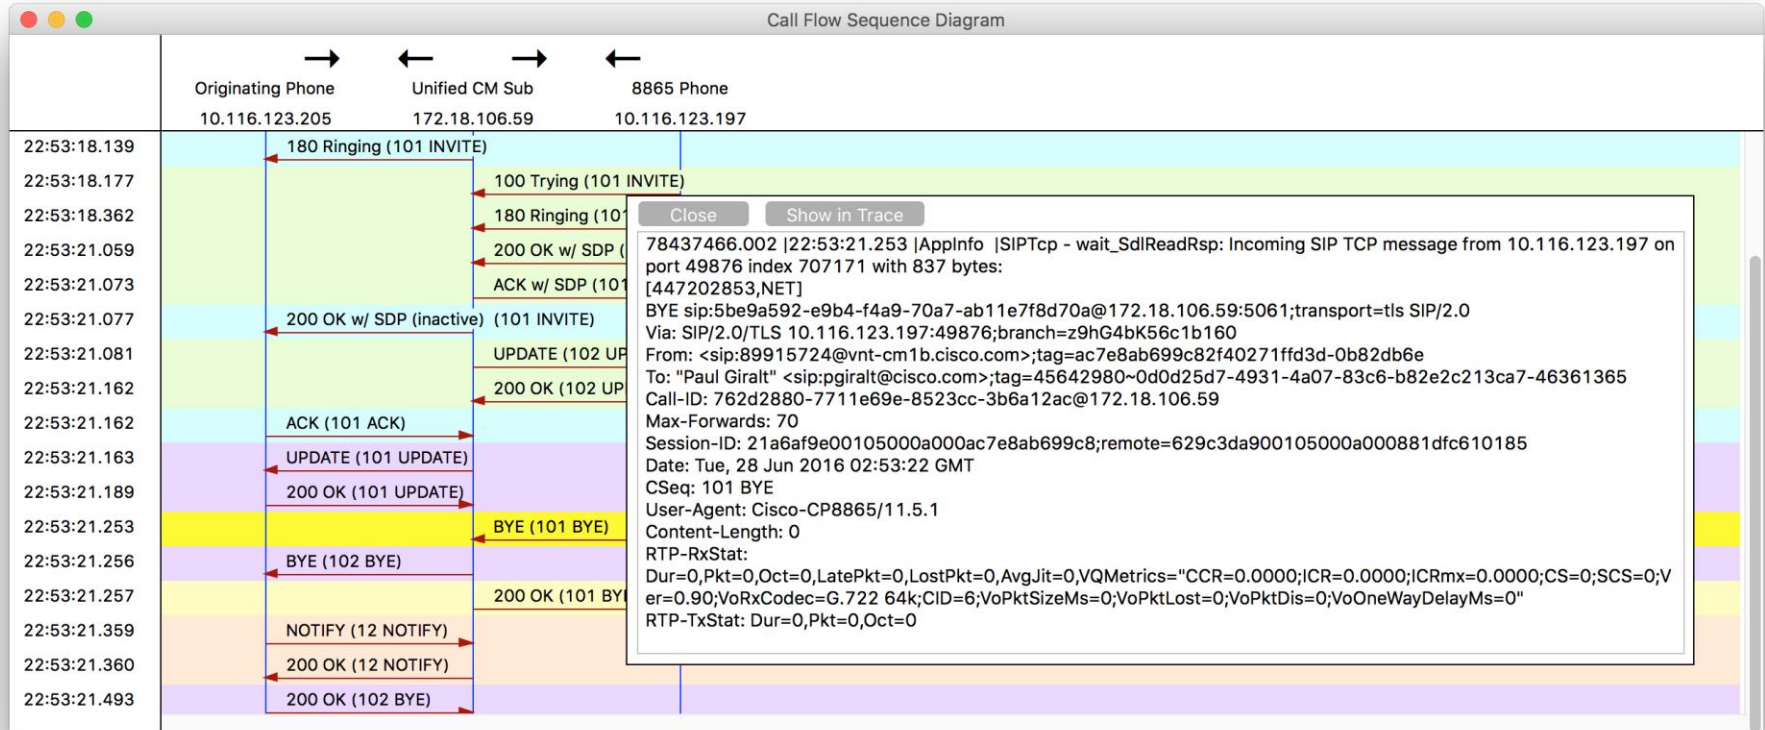 Call Flow Sequence Diagram
Originating Phone Unified CM Sub 8865 Phone
10.116.123.205 172.18.106.59 10.116.123.197
22:53:18.139 180 Ringing (101 INVITE)
22:53:18.177 100 Trying (101 INVITE)
22:53:18.362 180 Ringing (101
22:53:21.059 200 OK w/ SDP (
22:53:21.073 ACK w/ SDP (101
22:53:21.077 200 OK w/ SDP (inactive) (101 INVITE)
22:53:21.081 UPDATE (102 UP
22:53:21.162 200 OK (102 UP
22:53:21.162 ACK (101 ACK)
22:53:21.163 UPDATE (101 UPDATE)
22:53:21.189 200 OK (101 UPDATE)
22:53:21.253 BYE (101 BYE)
22:53:21.256 BYE (102 BYE)
22:53:21.257 200 OK (101 BY
22:53:21.359 NOTIFY (12 NOTIFY)
22:53:21.360 200 OK (12 NOTIFY)
22:53:21.493 200 OK (102 BYE)
Close Show in Trace
78437466.002 |22:53:21.253 |AppInfo |SIPTcp - wait_SdlReadRsp: Incoming SIP TCP message from 10.116.123.197 on
port 49876 index 707171 with 837 bytes:
[447202853,NET]
BYE sip:5be9a592-e9b4-f4a9-70a7-ab11e7f8d70a@172.18.106.59:5061;transport=tls SIP/2.0
Via: SIP/2.0/TLS 10.116.123.197:49876;branch=z9hG4bK56c1b160
From: <sip:89915724@vnt-cm1b.cisco.com>;tag=ac7e8ab699c82f40271ffd3d-0b82db6e
To: "Paul Giralt" <sip:pgiralt@cisco.com>;tag=45642980~0d0d25d7-4931-4a07-83c6-b82e2c213ca7-46361365
Call-ID: 762d2880-7711e69e-8523cc-3b6a12ac@172.18.106.59
Max-Forwards: 70
Session-ID: 21a6af9e00105000a000ac7e8ab699c8;remote=629c3da900105000a000881dfc610185
Date: Tue, 28 Jun 2016 02:53:22 GMT
CSeq: 101 BYE
User-Agent: Cisco-CP8865/11.5.1
Content-Length: 0
RTP-RxStat:
Dur=0,Pkt=0,Oct=0,LatePkt=0,LostPkt=0,AvgJit=0,VQMetrics="CCR=0.0000;ICR=0.0000;ICRmx=0.0000;CS=0;SCS=0;V
er=0.90;VoRxCodec=G.722 64k;CID=6;VoPktSizeMs=0;VoPktLost=0;VoPktDis=0;VoOneWayDelayMs=0"
RTP-TxStat: Dur=0,Pkt=0,Oct=0